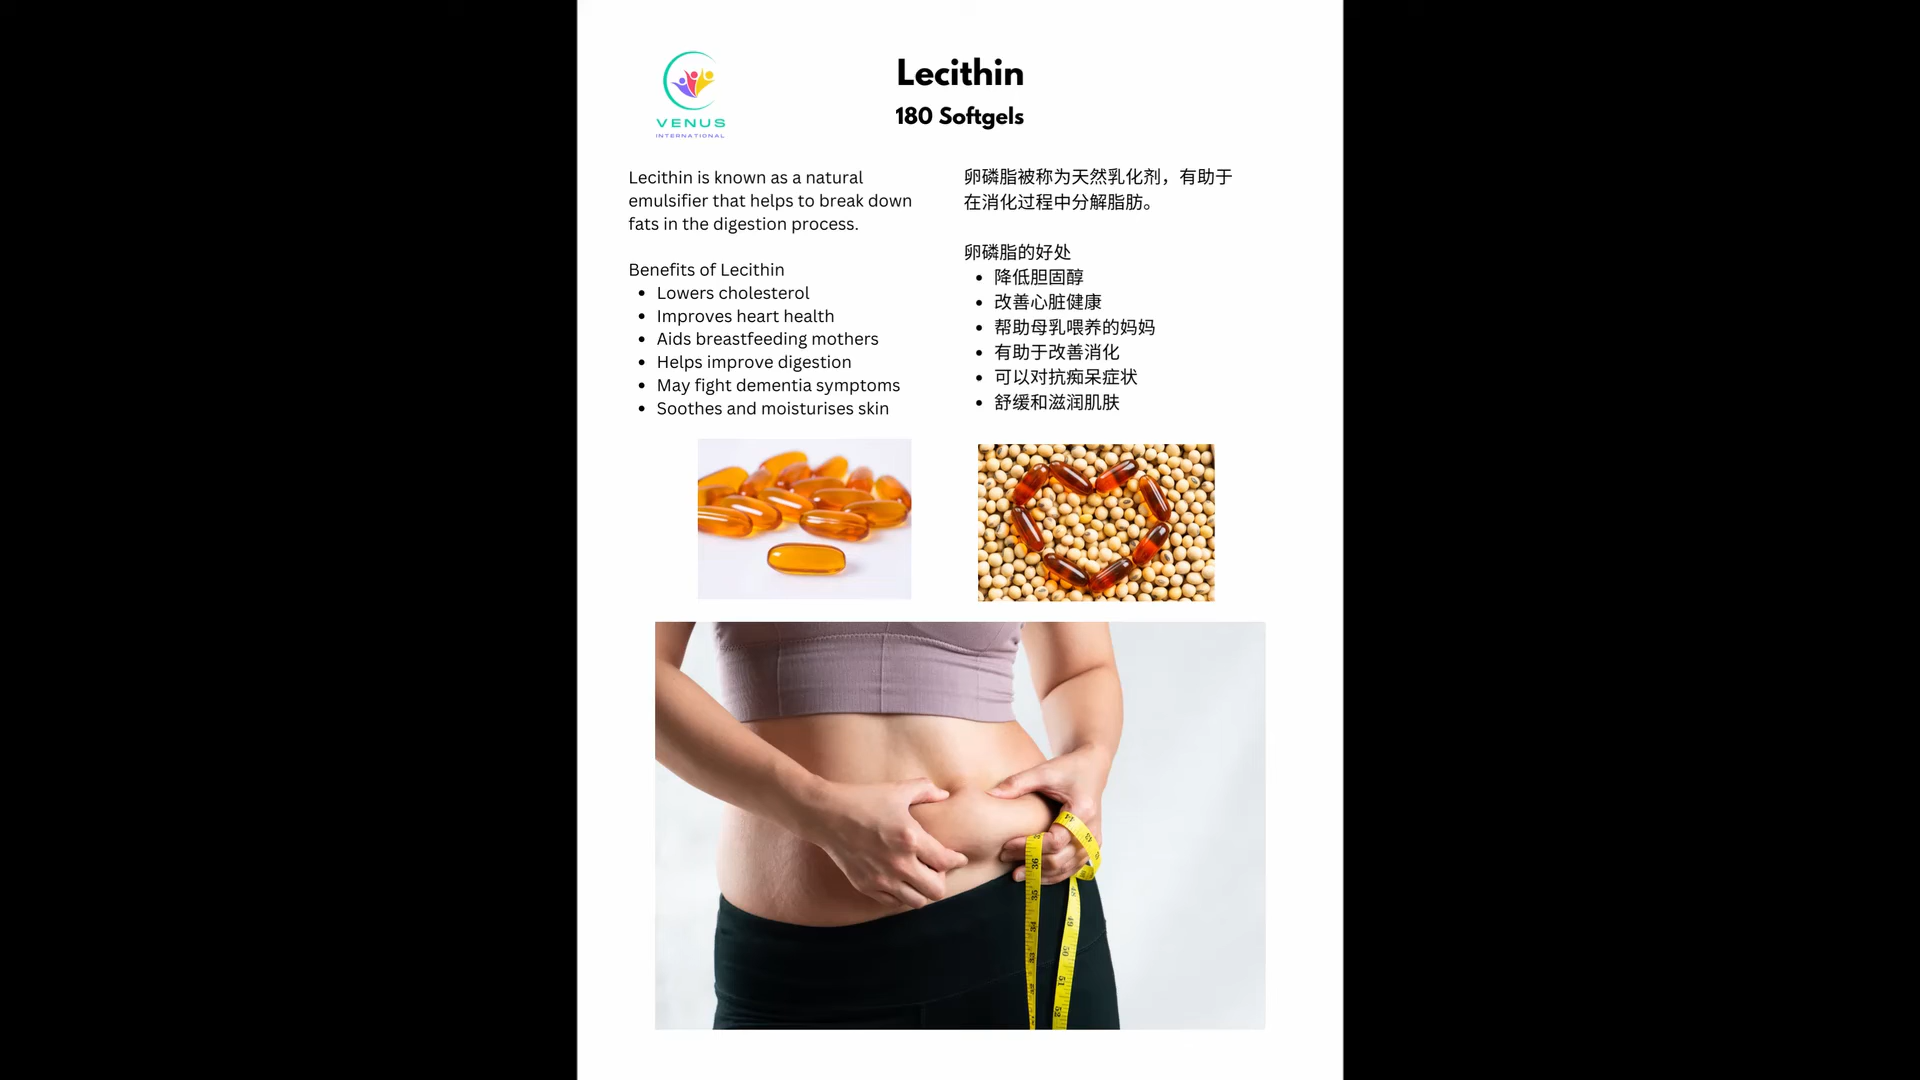 VENUS
INTERNATIONAL
Lecithin
180 Softgels
Lecithin is known as a natural
emulsifier that helps to break down
fats in the digestion process.
Benefits of Lecithin
• Lowers cholesterol
• Improves heart health
• Aids breastfeeding mothers
• Helps improve digestion
• May fight dementia symptoms
• Soothes and moisturises skin
卵磷脂被称为天然乳化剂，有助于
在消化过程中分解脂肪。
卵磷脂的好处
• 降低胆固醇
• 改善心脏健康
• 帮助母乳喂养的妈妈
• 有助于改善消化
• 可以对抗痴呆症状
• 舒缓和滋润肌肤